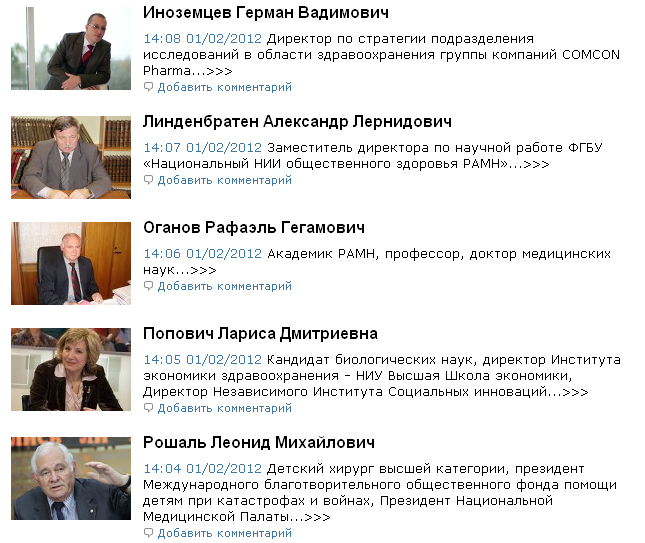 Иноземцев Герман Вадимович
14:08 01/02/2012 Директор по стратегии подразделения
исследований в области здравоохранения группы компаний COMCON
Pharma...>>>
Добавить комментарий
Линденбратен Александр Лернидович
14:07 01/02/2012 Заместитель директора по научной работе ФГБУ
«Национальный НИИ общественного здоровья РАМН»...>>>
Добавить комментарий
Оганов Рафаэль Гегамович
14:06 01/02/2012 Академик РАМН, профессор, доктор медицинских
наук...>>>
Добавить комментарий
Попович Лариса Дмитриевна
14:05 01/02/2012 Кандидат биологических наук, директор Института
экономики здравоохранения – НИУ Высшая Школа экономики,
Директор Независимого Института Социальных инноваций...>>>
Добавить комментарий
Рошаль Леонид Михайлович
14:04 01/02/2012 Детский хирург высшей категории, президент
Международного благотворительного общественного фонда помощи
детям при катастрофах и войнах, Президент Национальной
Медицинской Палаты...>>>
Добавить комментарий